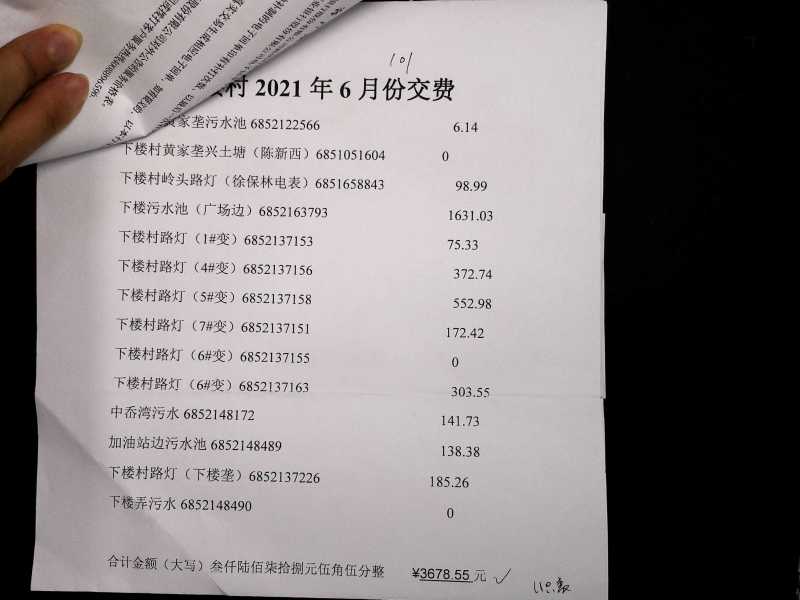 101
村 2021 年 6 月份交费
黄家垄污水池 6852122566 6.14
下楼村黄家垄兴土塘（陈新西）6851051604 0
下楼村岭头路灯（徐保林电表）6851658843 98.99
下楼污水池（广场边）6852163793 1631.03
下楼村路灯（1#变）6852137153 75.33
下楼村路灯（4#变）6852137156 372.74
下楼村路灯（5#变）6852137158 552.98
下楼村路灯（7#变）6852137151 172.42
下楼村路灯（6#变）6852137155 0
下楼村路灯（6#变）6852137163 303.55
中岙湾污水 6852148172 141.73
加油站边污水池 6852148489 138.38
下楼村路灯（下楼垄）6852137226 185.26
下楼弄污水 6852148490 0
合计金额（大写）叁仟陆佰柒拾捌元伍角伍分整 ¥3678.55 元 ✓